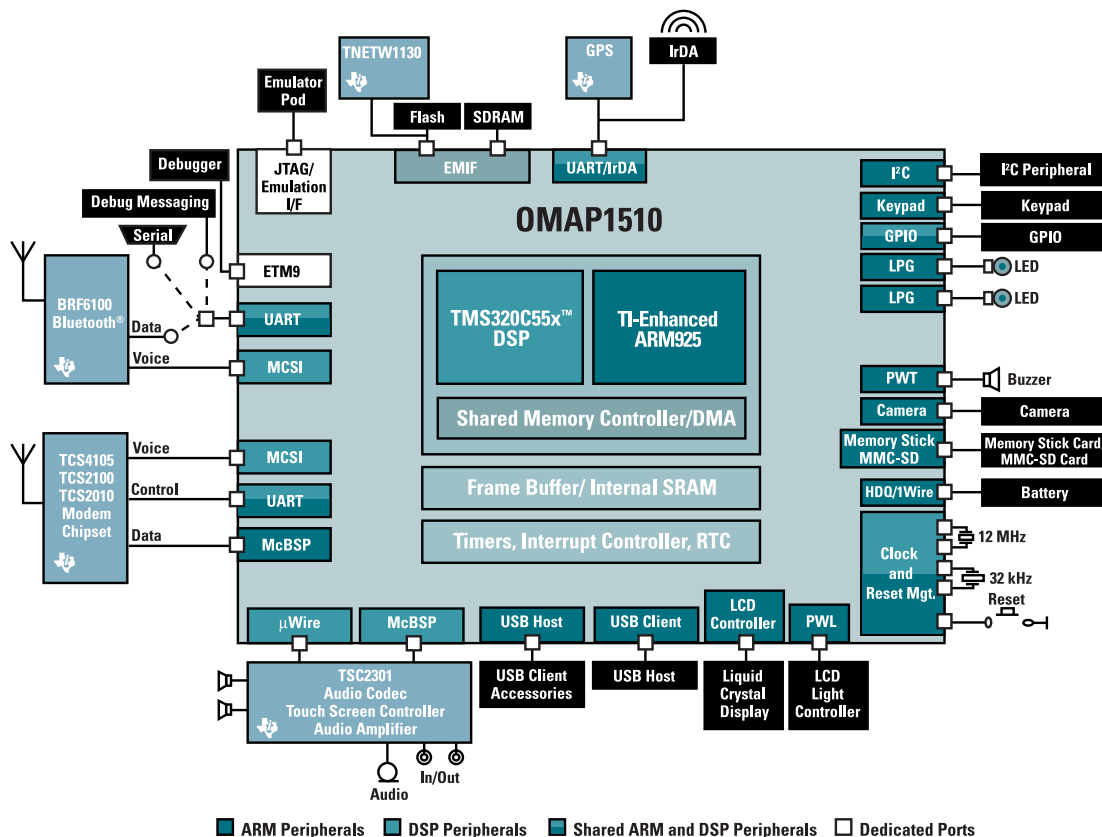 TNETW1130
GPS
IrDA
Emulator
Pod
Flash
SDRAM
Debugger
JTAG/
Emulation
I/F
EMIF
UART/IrDA
I²C
I²C Peripheral
Debug Messaging
Serial
OMAP1510
Keypad
Keypad
GPIO
GPIO
ETM9
LPG
LED
LPG
LED
BRF6100
Bluetooth®
Data
Voice
UART
MCSI
TMS320C55x™
DSP
TI-Enhanced
ARM925
Shared Memory Controller/DMA
PWT
Buzzer
Camera
Camera
Memory Stick
MMC-SD
Memory Stick Card,
MMC-SD Card
TCS4105
TCS2100
TCS2010
Modem
Chipset
Voice
Control
Data
MCSI
UART
McBSP
Frame Buffer/ Internal SRAM
Timers, Interrupt Controller, RTC
HDQ/1Wire
Battery
Clock
and
Reset Mgt.
12 MHz
32 kHz
Reset
µWire
McBSP
USB Host
USB Client
LCD
Controller
PWL
TSC2301
Audio Codec
Touch Screen Controller
Audio Amplifier
USB Client
Accessories
USB Host
Liquid
Crystal
Display
LCD
Light
Controller
In/Out
Audio
ARM Peripherals
DSP Peripherals
Shared ARM and DSP Peripherals
Dedicated Ports